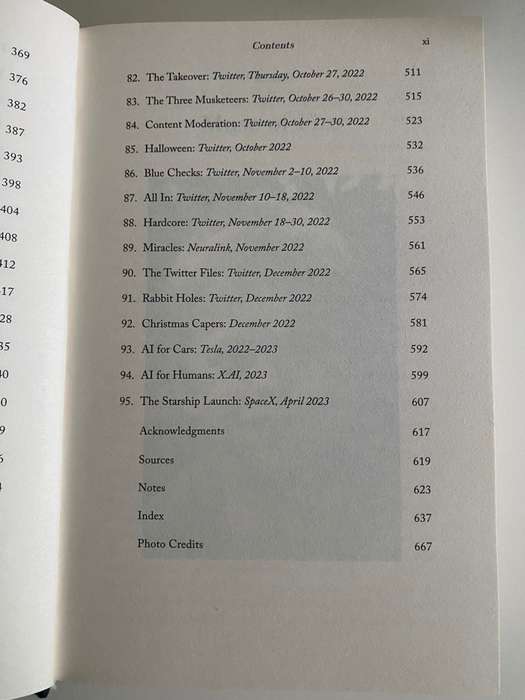 369
376
382
387
393
398
404
408
412
Contents xi
82. The Takeover: Twitter, Thursday, October 27, 2022 511
83. The Three Musketeers: Twitter, October 26–30, 2022 515
84. Content Moderation: Twitter, October 27–30, 2022 523
85. Halloween: Twitter, October 2022 532
86. Blue Checks: Twitter, November 2–10, 2022 536
87. All In: Twitter, November 10–18, 2022 546
88. Hardcore: Twitter, November 18–30, 2022 553
89. Miracles: Neuralink, November 2022 561
90. The Twitter Files: Twitter, December 2022 565
91. Rabbit Holes: Twitter, December 2022 574
92. Christmas Capers: December 2022 581
93. AI for Cars: Tesla, 2022–2023 592
94. AI for Humans: X.AI, 2023 599
95. The Starship Launch: SpaceX, April 2023 607
Acknowledgments 617
Sources 619
Notes 623
Index 637
Photo Credits 667